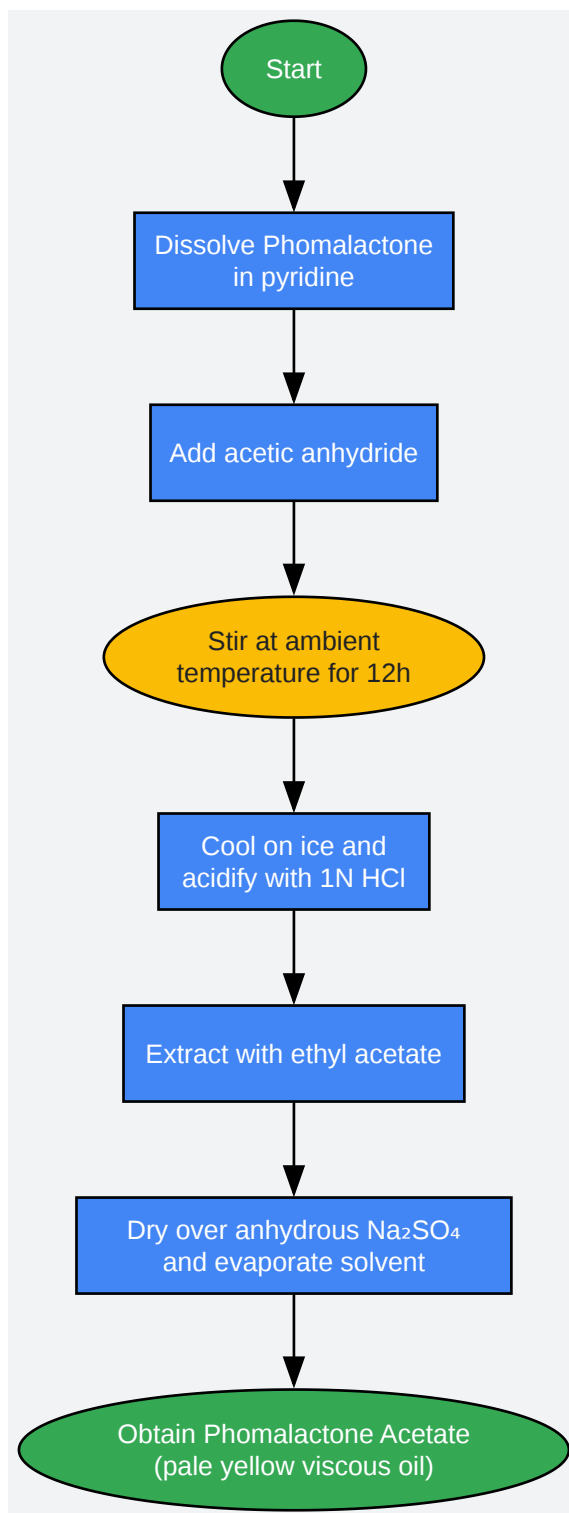 Start
Dissolve Phomalactone
in pyridine
Add acetic anhydride
Stir at ambient
temperature for 12h
Cool on ice and
acidify with 1N HCl
Extract with ethyl acetate
Dry over anhydrous Na₂SO₄
and evaporate solvent
Obtain Phomalactone Acetate
(pale yellow viscous oil)